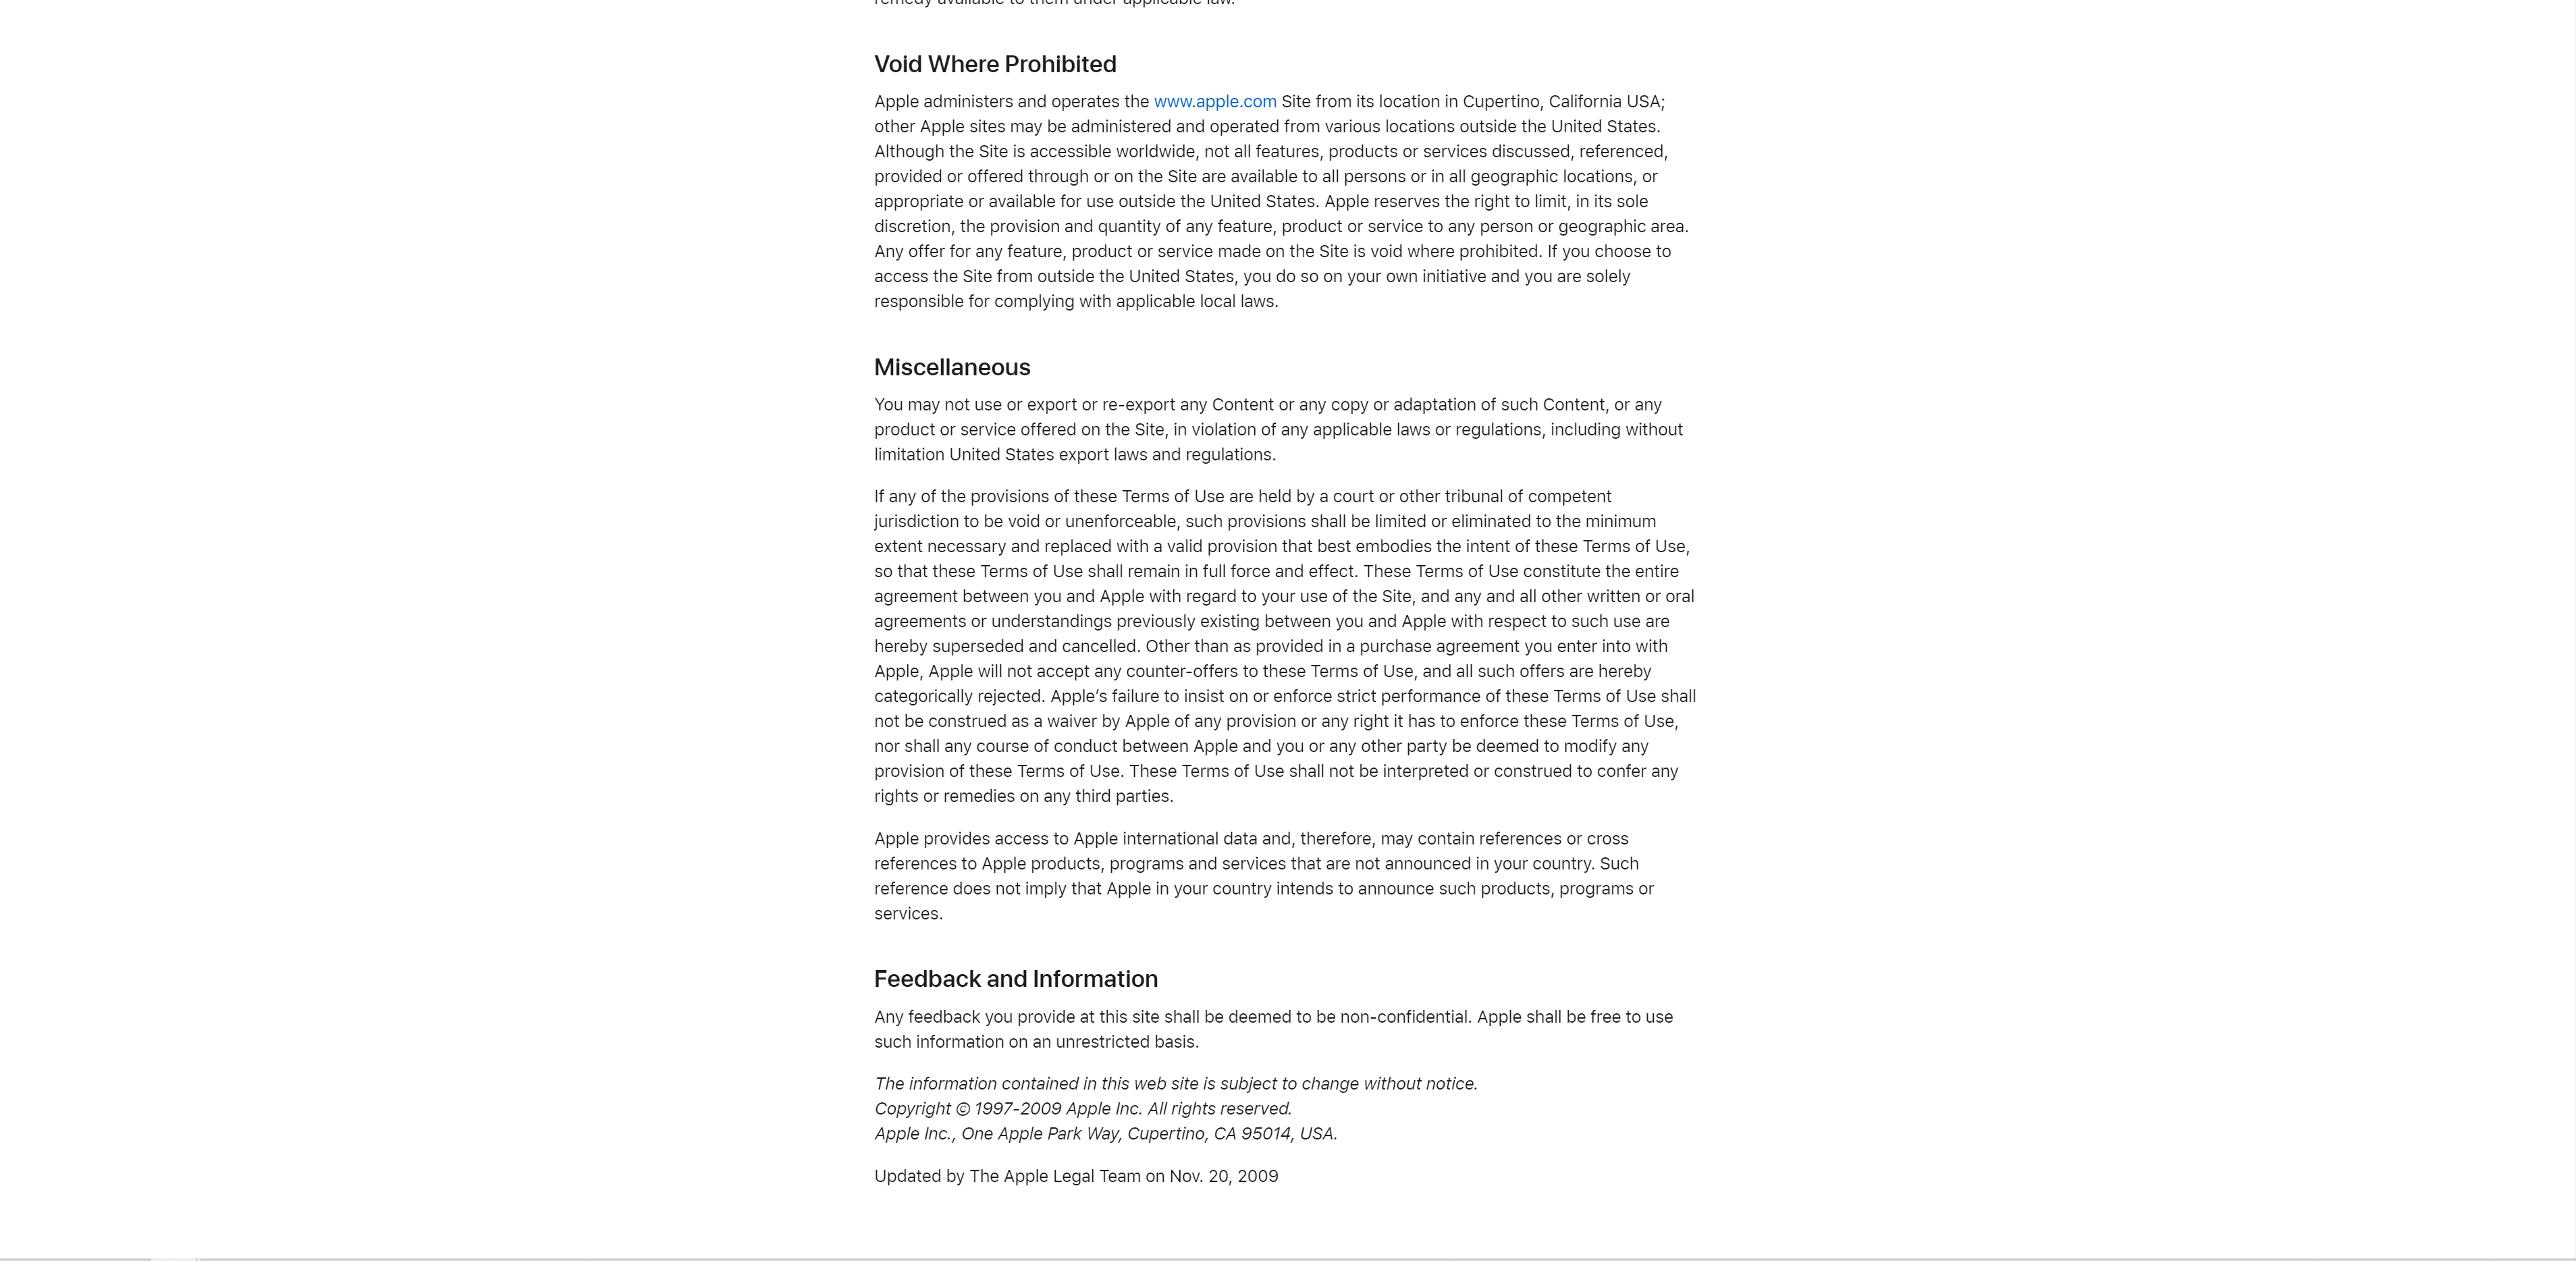 remedy available to them under applicable law.
Void Where Prohibited
Apple administers and operates the www.apple.com Site from its location in Cupertino, California USA;
other Apple sites may be administered and operated from various locations outside the United States.
Although the Site is accessible worldwide, not all features, products or services discussed, referenced,
provided or offered through or on the Site are available to all persons or in all geographic locations, or
appropriate or available for use outside the United States. Apple reserves the right to limit, in its sole
discretion, the provision and quantity of any feature, product or service to any person or geographic area.
Any offer for any feature, product or service made on the Site is void where prohibited. If you choose to
access the Site from outside the United States, you do so on your own initiative and you are solely
responsible for complying with applicable local laws.
Miscellaneous
You may not use or export or re-export any Content or any copy or adaptation of such Content, or any
product or service offered on the Site, in violation of any applicable laws or regulations, including without
limitation United States export laws and regulations.
If any of the provisions of these Terms of Use are held by a court or other tribunal of competent
jurisdiction to be void or unenforceable, such provisions shall be limited or eliminated to the minimum
extent necessary and replaced with a valid provision that best embodies the intent of these Terms of Use,
so that these Terms of Use shall remain in full force and effect. These Terms of Use constitute the entire
agreement between you and Apple with regard to your use of the Site, and any and all other written or oral
agreements or understandings previously existing between you and Apple with respect to such use are
hereby superseded and cancelled. Other than as provided in a purchase agreement you enter into with
Apple, Apple will not accept any counter-offers to these Terms of Use, and all such offers are hereby
categorically rejected. Apple’s failure to insist on or enforce strict performance of these Terms of Use shall
not be construed as a waiver by Apple of any provision or any right it has to enforce these Terms of Use,
nor shall any course of conduct between Apple and you or any other party be deemed to modify any
provision of these Terms of Use. These Terms of Use shall not be interpreted or construed to confer any
rights or remedies on any third parties.
Apple provides access to Apple international data and, therefore, may contain references or cross
references to Apple products, programs and services that are not announced in your country. Such
reference does not imply that Apple in your country intends to announce such products, programs or
services.
Feedback and Information
Any feedback you provide at this site shall be deemed to be non-confidential. Apple shall be free to use
such information on an unrestricted basis.
The information contained in this web site is subject to change without notice.
Copyright © 1997-2009 Apple Inc. All rights reserved.
Apple Inc., One Apple Park Way, Cupertino, CA 95014, USA.
Updated by The Apple Legal Team on Nov. 20, 2009